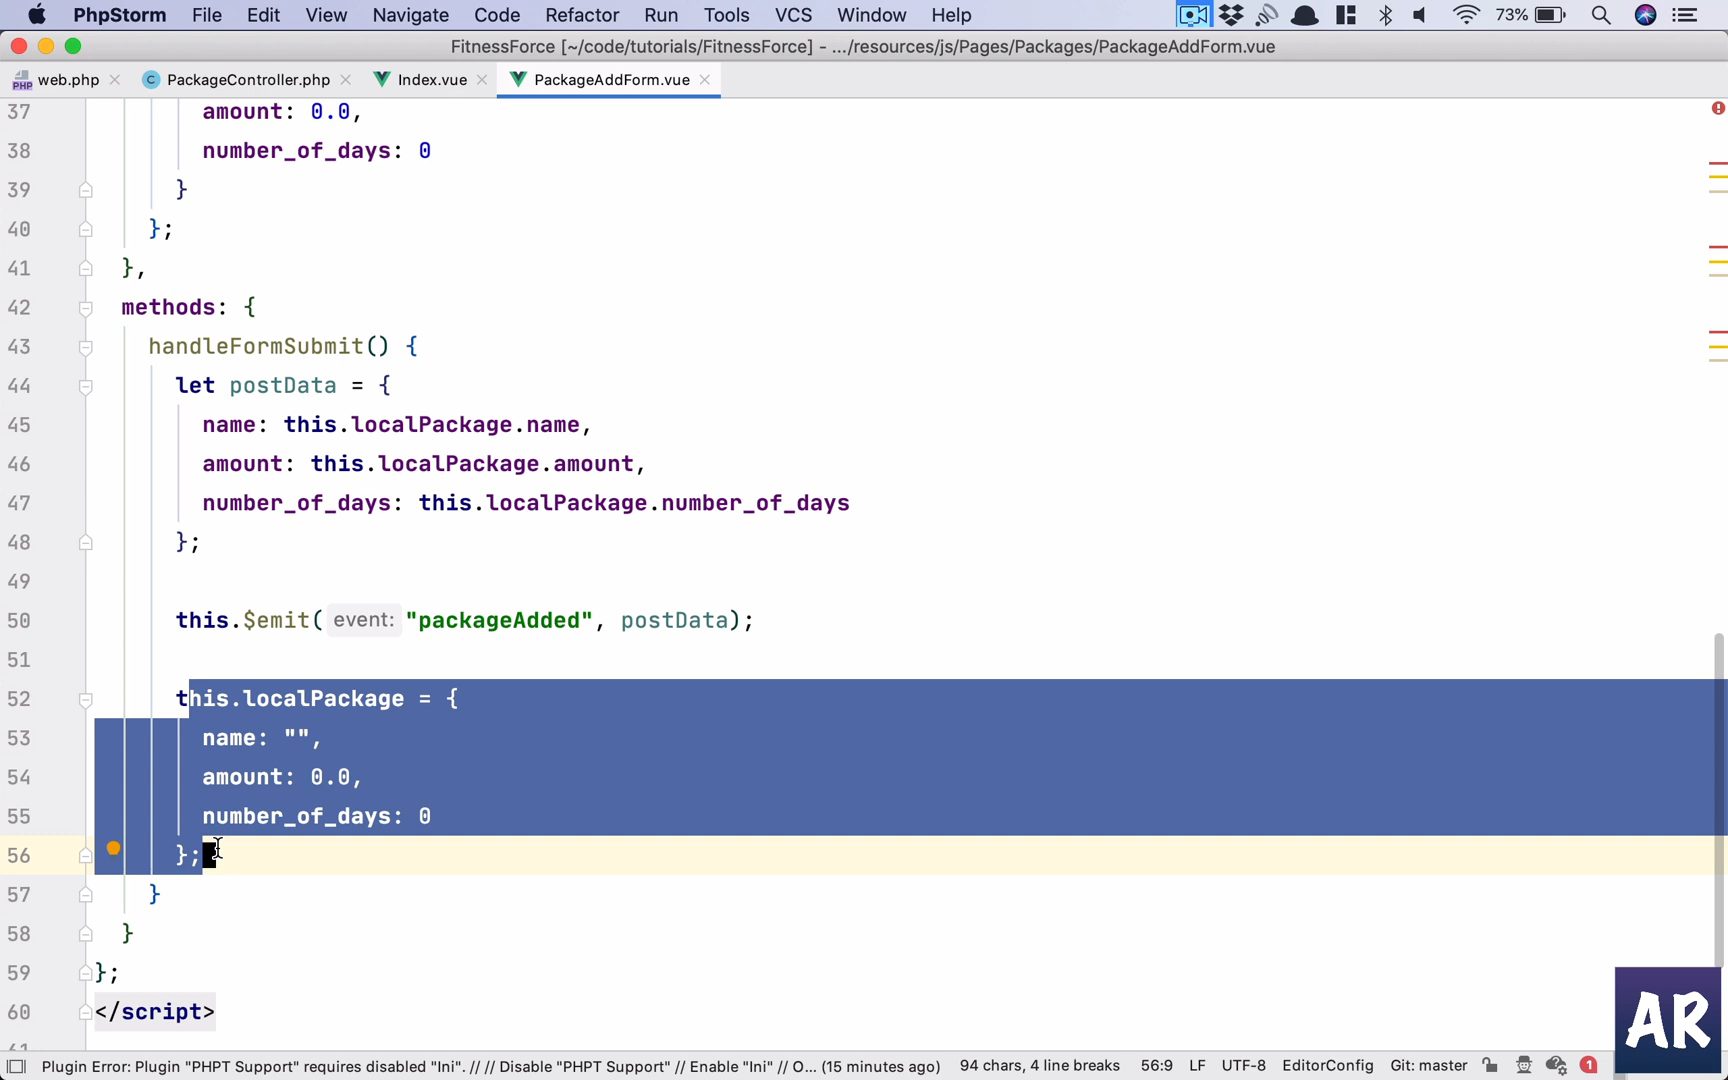 PhpStorm File Edit View Navigate Code Refactor Run Tools VCS Window Help 73%
FitnessForce [~/code/tutorials/FitnessForce] - .../resources/js/Pages/Packages/PackageAddForm.vue
PHP web.php C PackageController.php Index.vue PackageAddForm.vue
37 amount: 0.0,
38 number_of_days: 0
39 }
40 };
41 },
42 methods: {
43 handleFormSubmit() {
44 let postData = {
45 name: this.localPackage.name,
46 amount: this.localPackage.amount,
47 number_of_days: this.localPackage.number_of_days
48 };
49
50 this.$emit( event: "packageAdded", postData);
51
52 this.localPackage = {
53 name: "",
54 amount: 0.0,
55 number_of_days: 0
56 };
57 }
58 }
59 };
60 </script>
61
AR
Plugin Error: Plugin "PHPT Support" requires disabled "Ini". // // Disable "PHPT Support" // Enable "Ini" // O... (15 minutes ago) 94 chars, 4 line breaks 56:9 LF UTF-8 EditorConfig Git: master 1